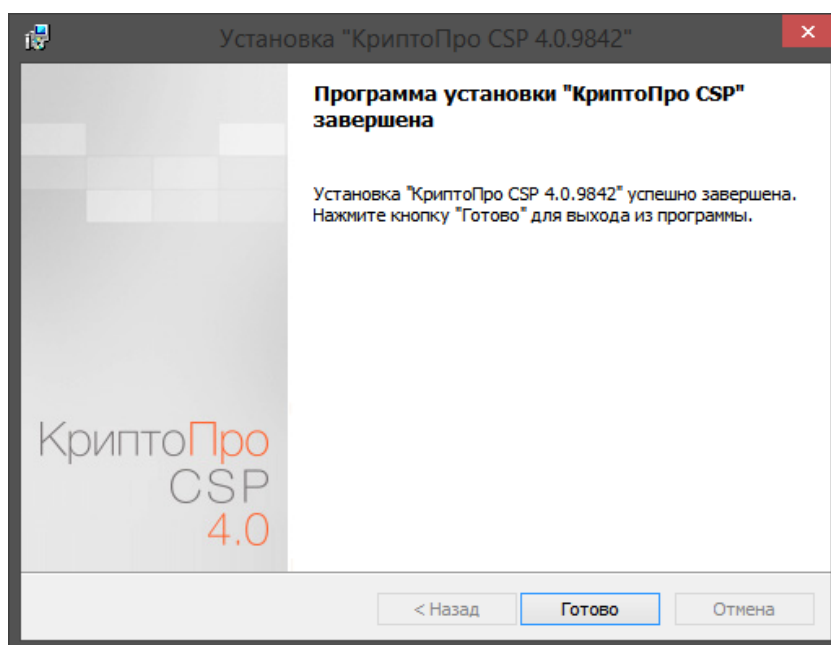 Установка "КриптоПро CSP 4.0.9842"
Программа установки "КриптоПро CSP"
завершена
Установка "КриптоПро CSP 4.0.9842" успешно завершена.
Нажмите кнопку "Готово" для выхода из программы.
КриптоПро
CSP
4.0
< Назад Готово Отмена